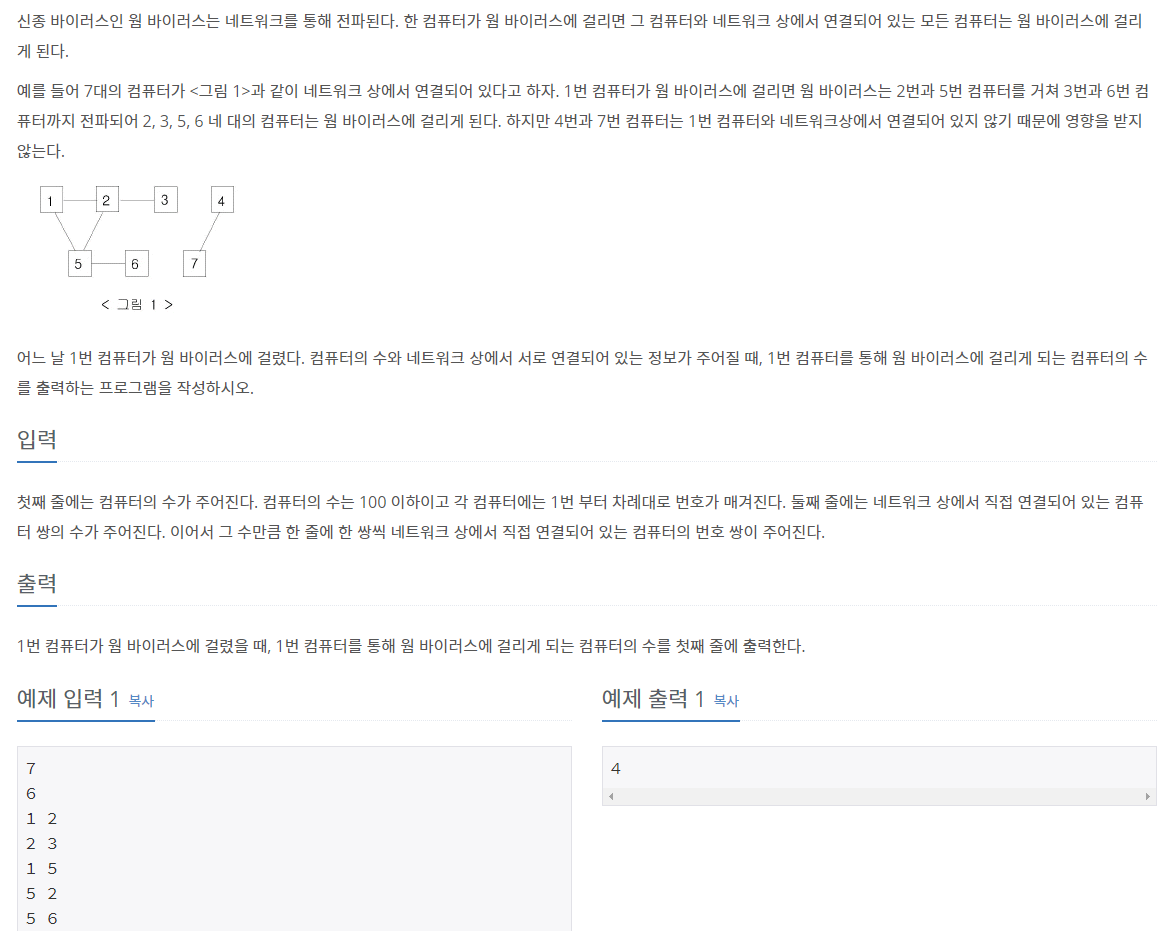 신종 바이러스인 웜 바이러스는 네트워크를 통해 전파된다. 한 컴퓨터가 웜 바이러스에 걸리면 그 컴퓨터와 네트워크 상에서 연결되어 있는 모든 컴퓨터는 웜 바이러스에 걸리
게 된다.
예를 들어 7대의 컴퓨터가 <그림 1>과 같이 네트워크 상에서 연결되어 있다고 하자. 1번 컴퓨터가 웜 바이러스에 걸리면 웜 바이러스는 2번과 5번 컴퓨터를 거쳐 3번과 6번 컴
퓨터까지 전파되어 2, 3, 5, 6 네 대의 컴퓨터는 웜 바이러스에 걸리게 된다. 하지만 4번과 7번 컴퓨터는 1번 컴퓨터와 네트워크상에서 연결되어 있지 않기 때문에 영향을 받지
않는다.
1 2 3 4
5 6 7
< 그림 1 >
어느 날 1번 컴퓨터가 웜 바이러스에 걸렸다. 컴퓨터의 수와 네트워크 상에서 서로 연결되어 있는 정보가 주어질 때, 1번 컴퓨터를 통해 웜 바이러스에 걸리게 되는 컴퓨터의 수
를 출력하는 프로그램을 작성하시오.
입력
첫째 줄에는 컴퓨터의 수가 주어진다. 컴퓨터의 수는 100 이하이고 각 컴퓨터에는 1번 부터 차례대로 번호가 매겨진다. 둘째 줄에는 네트워크 상에서 직접 연결되어 있는 컴퓨
터 쌍의 수가 주어진다. 이어서 그 수만큼 한 줄에 한 쌍씩 네트워크 상에서 직접 연결되어 있는 컴퓨터의 번호 쌍이 주어진다.
출력
1번 컴퓨터가 웜 바이러스에 걸렸을 때, 1번 컴퓨터를 통해 웜 바이러스에 걸리게 되는 컴퓨터의 수를 첫째 줄에 출력한다.
예제 입력 1 복사
7
6
1 2
2 3
1 5
5 2
5 6
예제 출력 1 복사
4